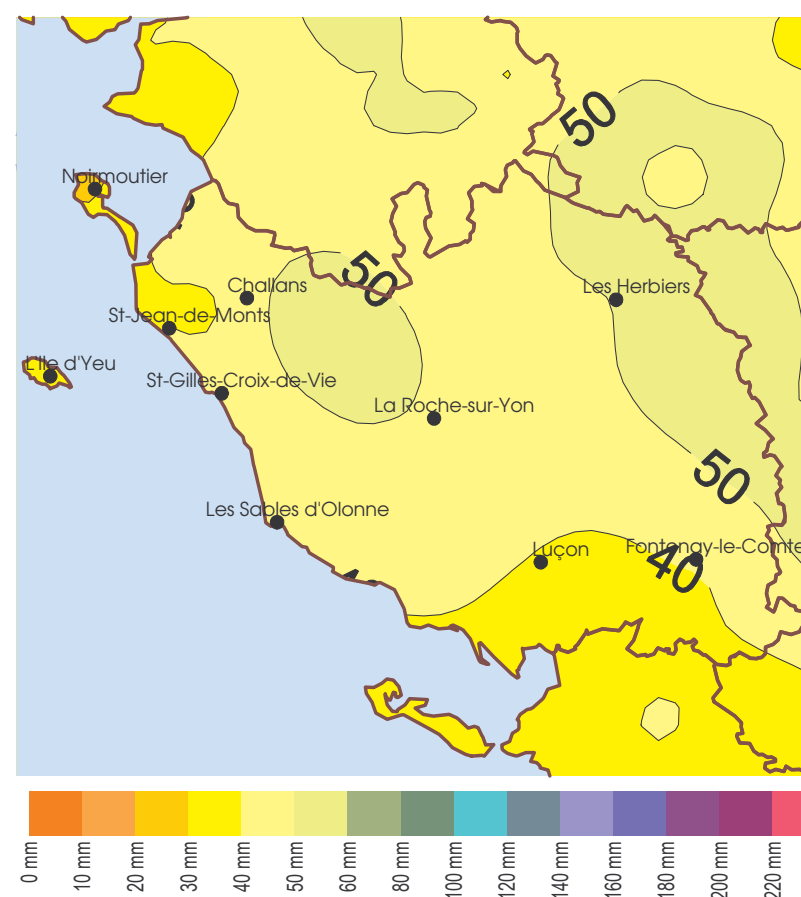 50
Noirmoutier
50
Challans
Les Herbiers
St-Jean-de-Monts
L'Ile d'Yeu
St-Gilles-Croix-de-Vie
La Roche-sur-Yon
50
Les Sables d'Olonne
Luçon
Fontenay-le-Comte
40
0 mm
10 mm
20 mm
30 mm
40 mm
50 mm
60 mm
80 mm
100 mm
120 mm
140 mm
160 mm
180 mm
200 mm
220 mm